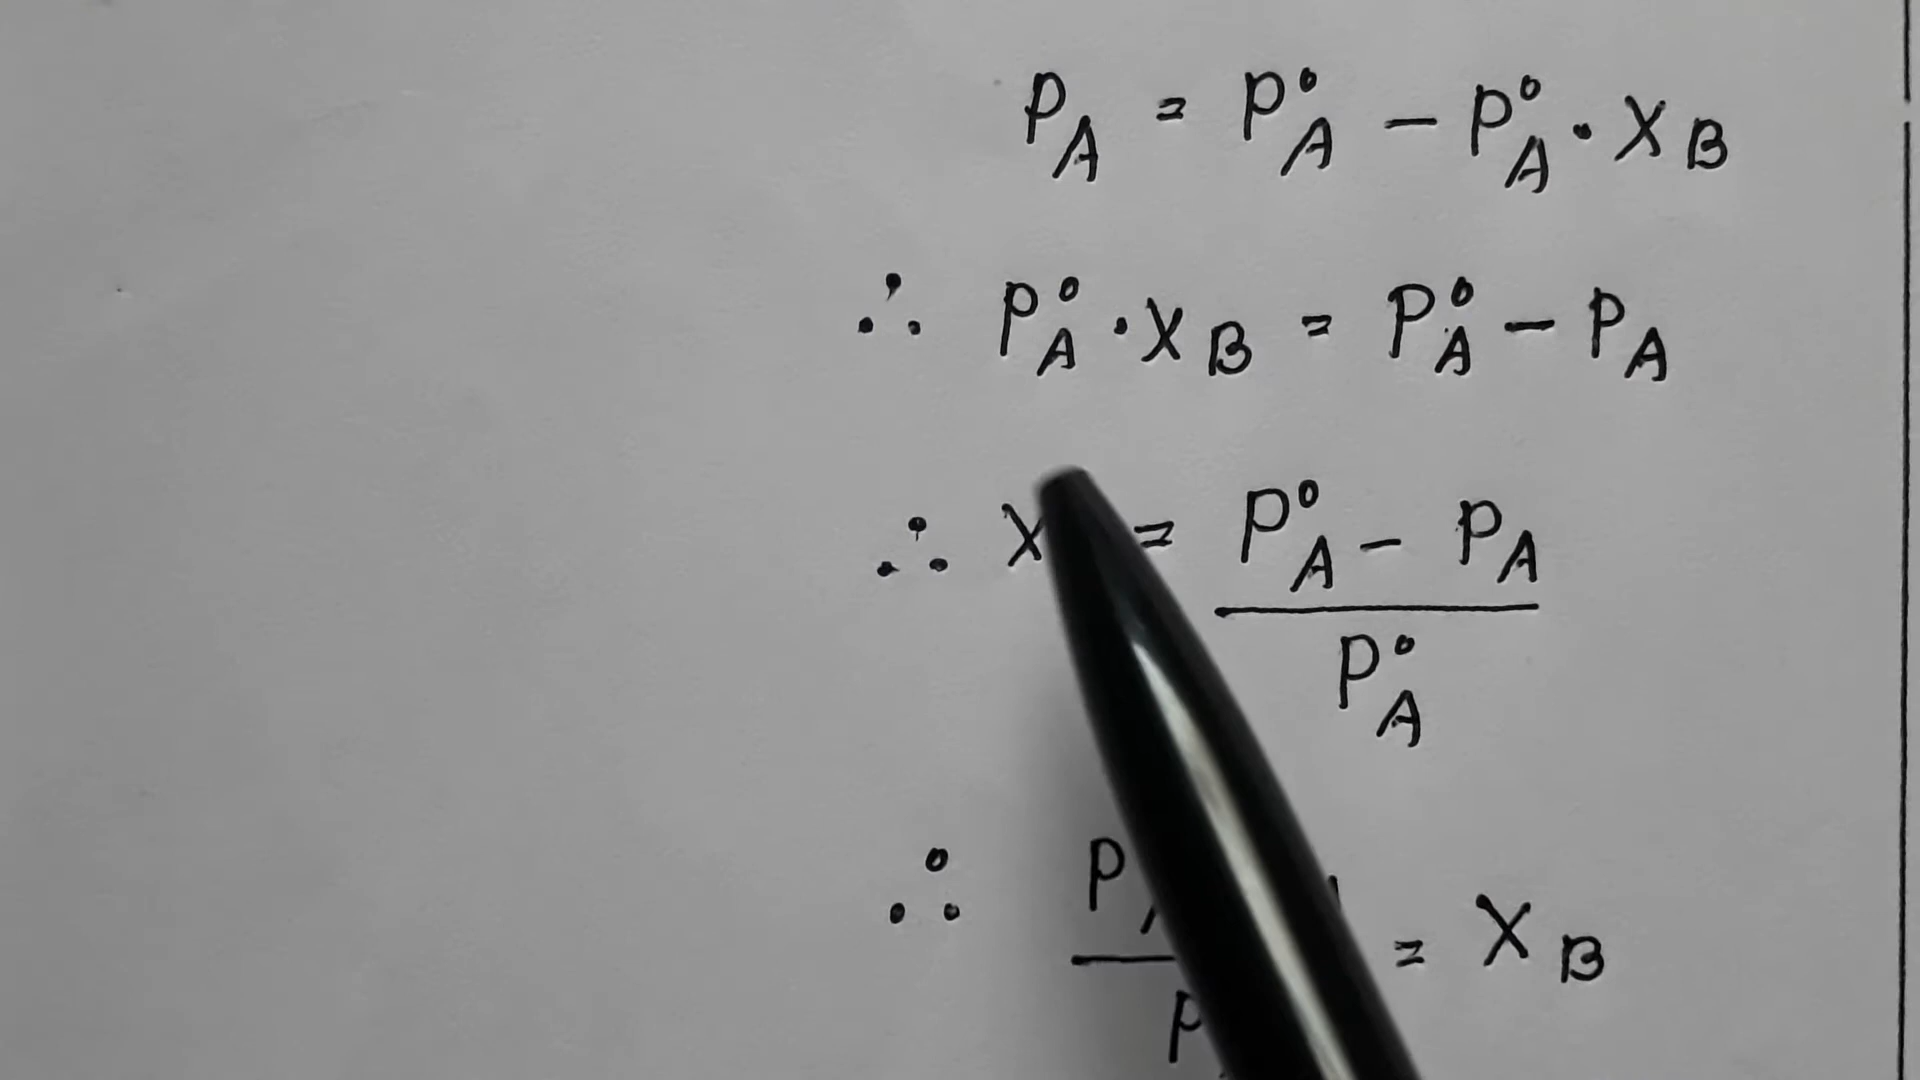 P_A = P°_A − P°_A · X_B
∴ P°_A · X_B = P°_A − P_A
∴ X = (P°_A − P_A) / P°_A
∴ P = X_B